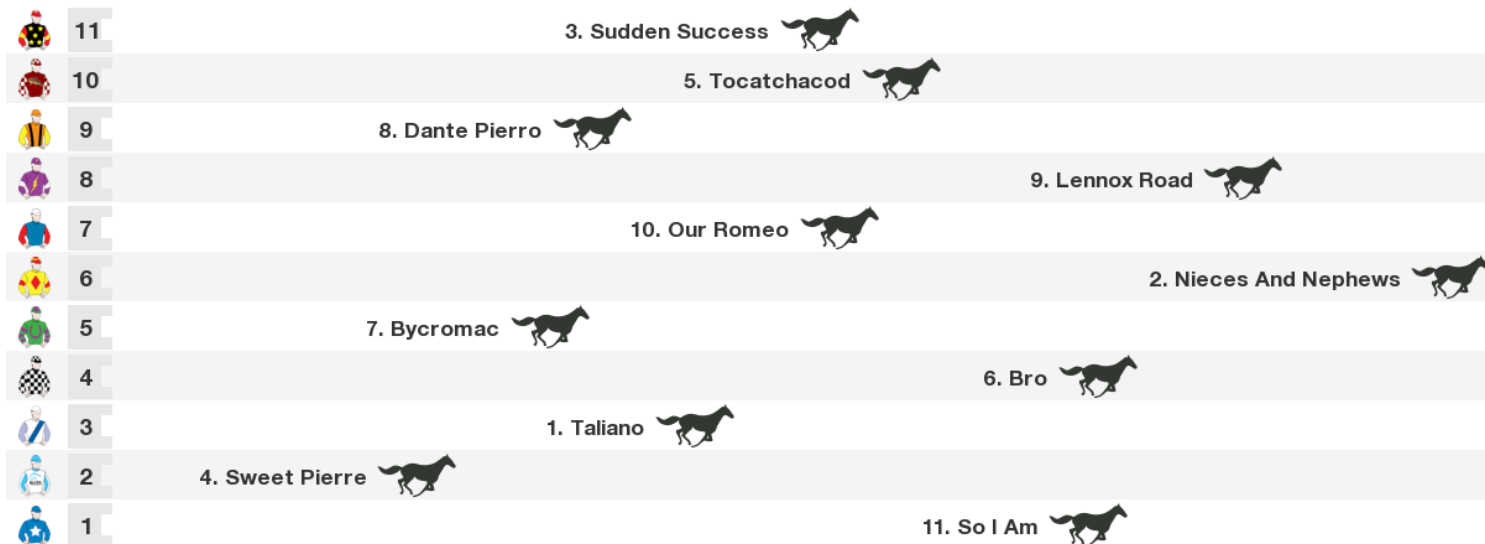 11 3. Sudden Success
10 5. Tocatchacod
9 8. Dante Pierro
8 9. Lennox Road
7 10. Our Romeo
6 2. Nieces And Nephews
5 7. Bycromac
4 6. Bro
3 1. Taliano
2 4. Sweet Pierre
1 11. So I Am